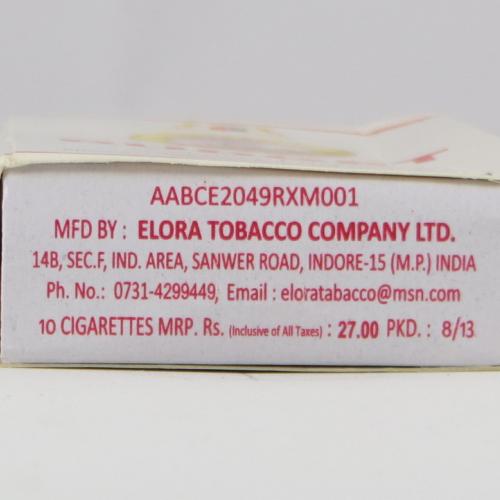 AABCE2049RXM001
MFD BY : ELORA TOBACCO COMPANY LTD.
14B, SEC.F, IND. AREA, SANWER ROAD, INDORE-15 (M.P.) INDIA
Ph. No.: 0731-4299449, Email : eloratabacco@msn.com
10 CIGARETTES MRP. Rs. (Inclusive of All Taxes) : 27.00 PKD. : 8/13